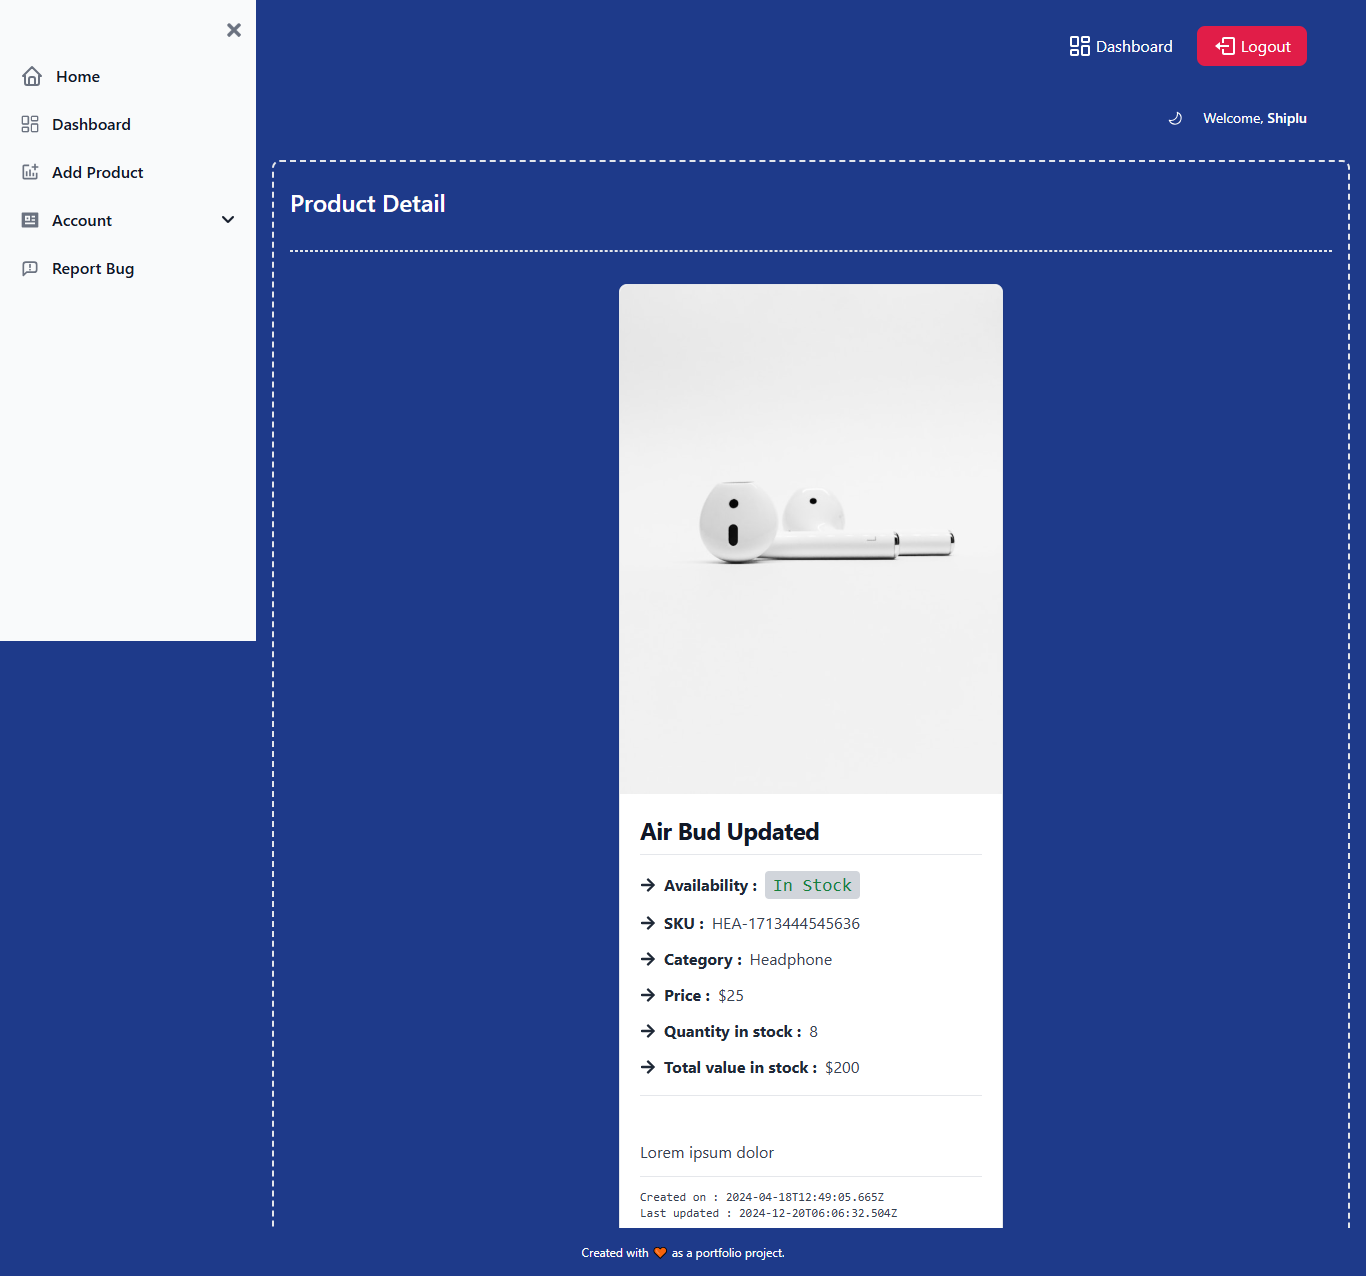 Home
Dashboard
Add Product
Account
Report Bug
Dashboard
Logout
Welcome, Shiplu
Product Detail
Air Bud Updated
Availability : In Stock
SKU : HEA-1713444545636
Category : Headphone
Price : $25
Quantity in stock : 8
Total value in stock : $200
Lorem ipsum dolor
Created on : 2024-04-18T12:49:05.665Z
Last updated : 2024-12-20T06:06:32.504Z
Created with 🧡 as a portfolio project.